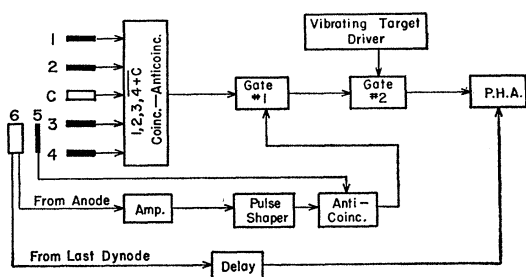 1
2
C
3
4
6 5
1,2,3,4+C
Coinc.—Anticoinc.
Vibrating Target
Driver
Gate
#1
Gate
#2
P.H.A.
From Anode
Amp.
Pulse
Shaper
Anti—
Coinc.
From Last Dynode
Delay